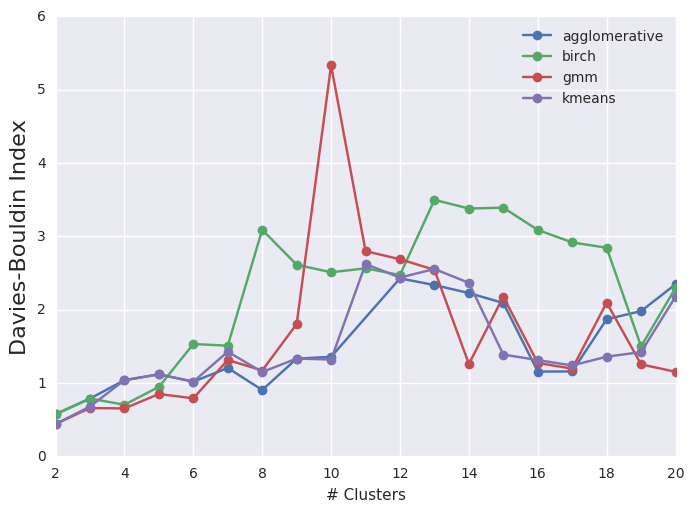 6
5
4
3
2
1
0
Davies-Bouldin Index
agglomerative
birch
gmm
kmeans
2 4 6 8 10 12 14 16 18 20
# Clusters